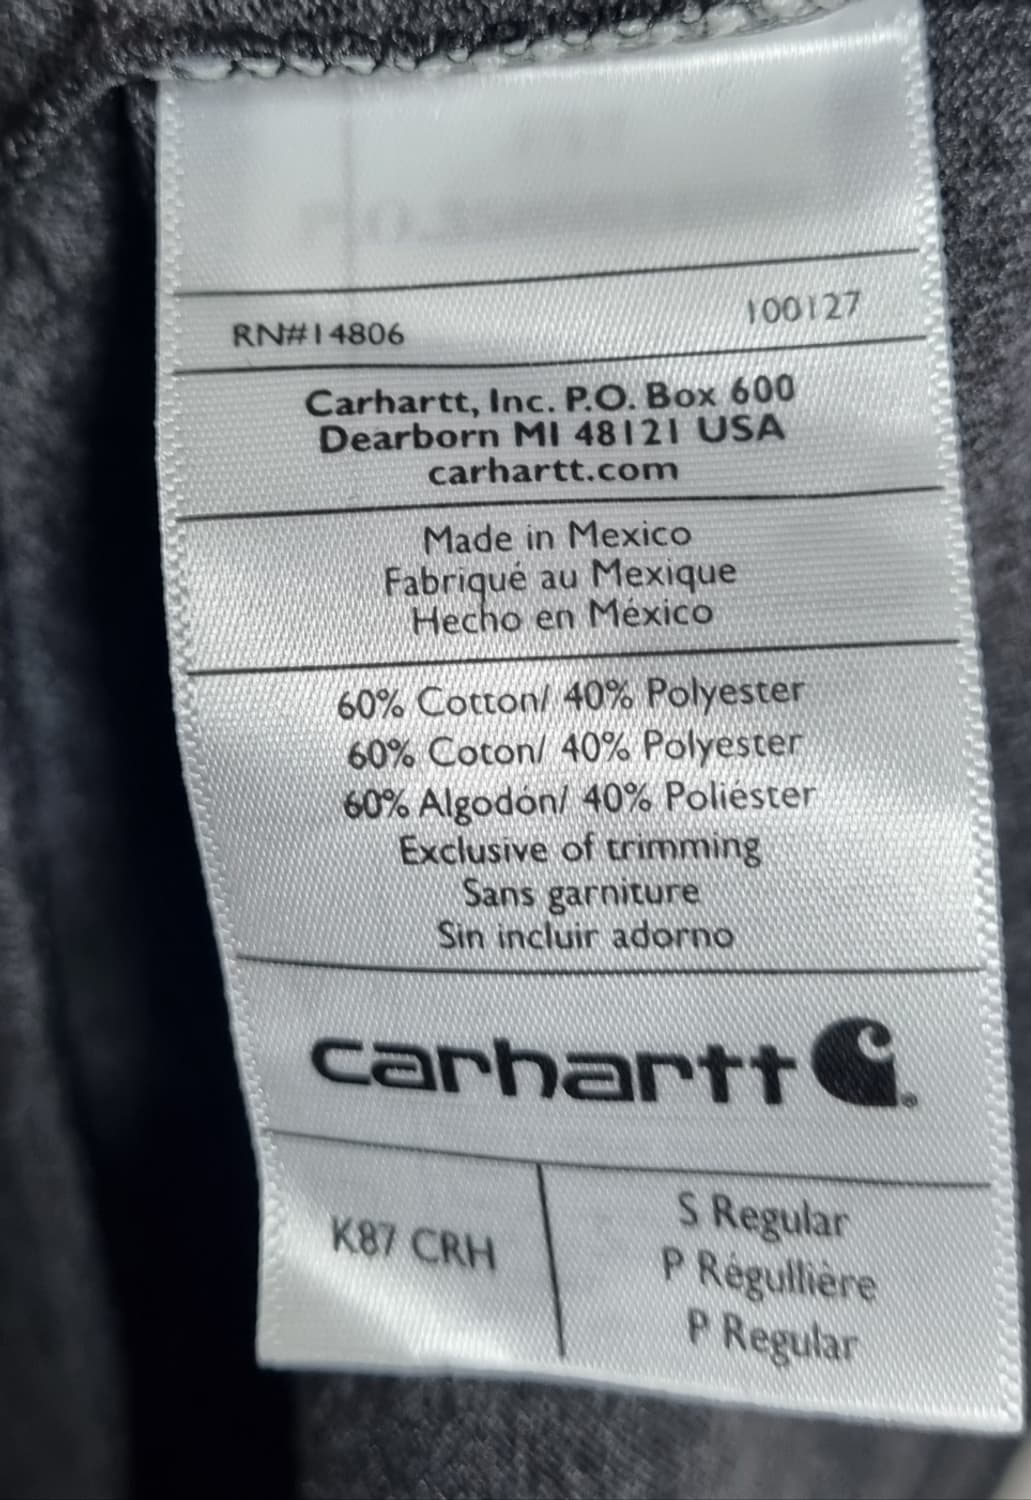 RN#14806 100127
Carhartt, Inc. P.O. Box 600
Dearborn MI 48121 USA
carhartt.com
Made in Mexico
Fabriqué au Mexique
Hecho en México
60% Cotton/ 40% Polyester
60% Coton/ 40% Polyester
60% Algodón/ 40% Poliéster
Exclusive of trimming
Sans garniture
Sin incluir adorno
carhartt
K87 CRH
S Regular
P Régullière
P Regular